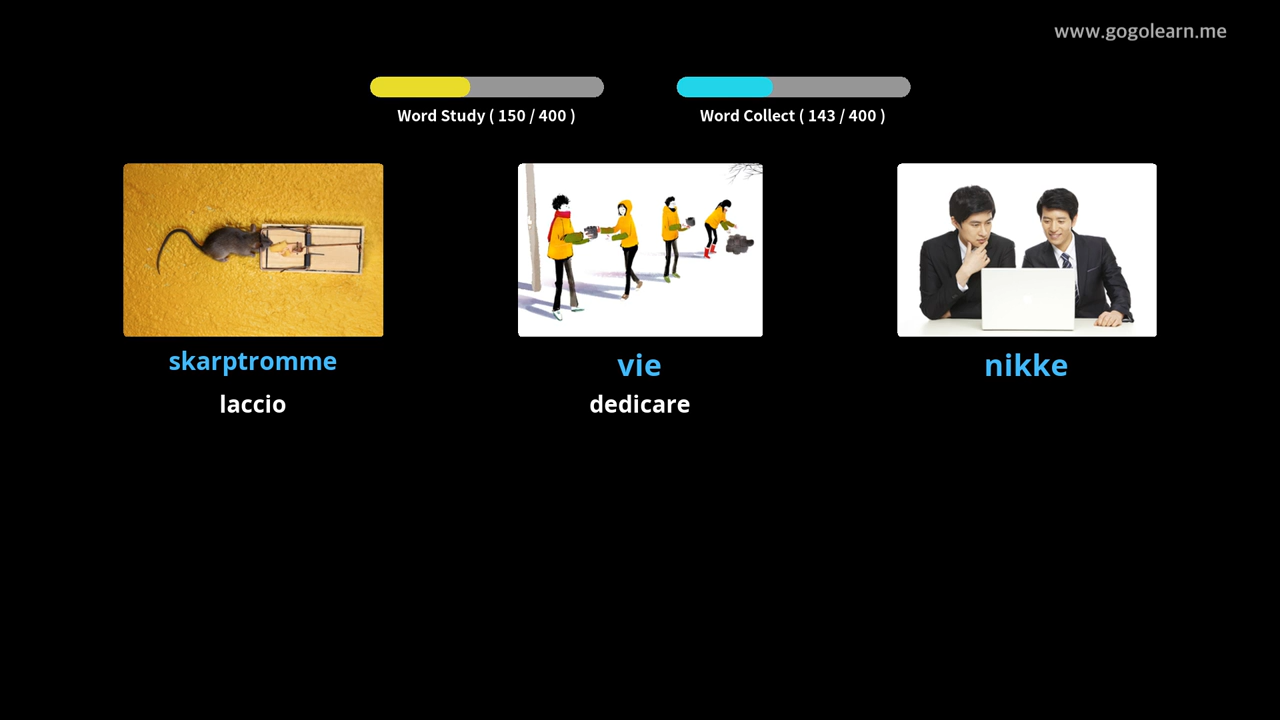 www.gogolearn.me
Word Study ( 150 / 400 )
Word Collect ( 143 / 400 )
skarptromme
laccio
vie
dedicare
nikke